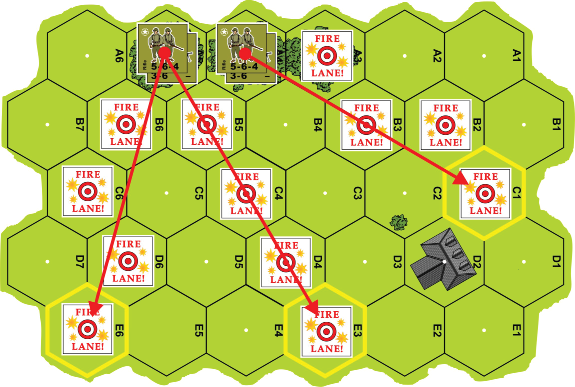 A6
5-6-4
3-6 –
5-6-4
3-6 –
FIRE
LANE!
A3
A2
A1
B7
FIRE
LANE!
B6
FIRE
LANE!
B5
B4
FIRE
LANE!
B3
FIRE
LANE!
B2
B1
FIRE
LANE!
C6
C5
FIRE
LANE!
C4
C3
C2
FIRE
LANE!
C1
D7
FIRE
LANE!
D6
D5
FIRE
LANE!
D4
D3
D2
D1
FIRE
LANE!
E6
E5
E4
FIRE
LANE!
E3
E2
E1